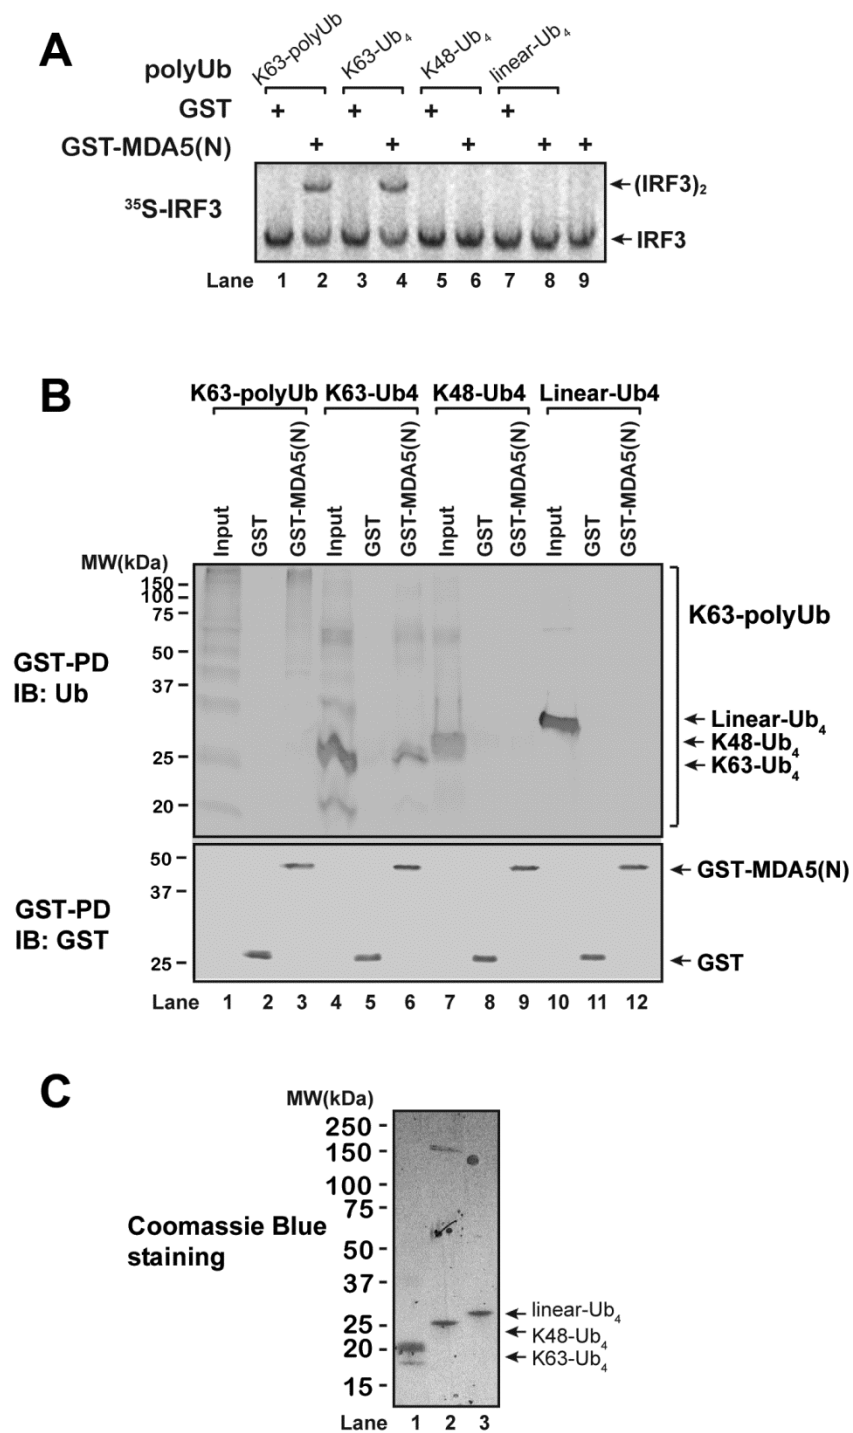 A
polyUb
K63-polyUb
K63-Ub4
K48-Ub4
linear-Ub4
GST + + + +
GST-MDA5(N) + + + + +
35S-IRF3
(IRF3)2
IRF3
Lane 1 2 3 4 5 6 7 8 9
B
K63-polyUb K63-Ub4 K48-Ub4 Linear-Ub4
Input GST GST-MDA5(N) Input GST GST-MDA5(N) Input GST GST-MDA5(N) Input GST GST-MDA5(N)
MW(kDa)
150
100
75
50
37
25
20
GST-PD
IB: Ub
K63-polyUb
Linear-Ub4
K48-Ub4
K63-Ub4
50
37
25
GST-PD
IB: GST
GST-MDA5(N)
GST
Lane 1 2 3 4 5 6 7 8 9 10 11 12
C
MW(kDa)
250
150
100
75
50
37
25
20
15
Coomassie Blue
staining
linear-Ub4
K48-Ub4
K63-Ub4
Lane 1 2 3